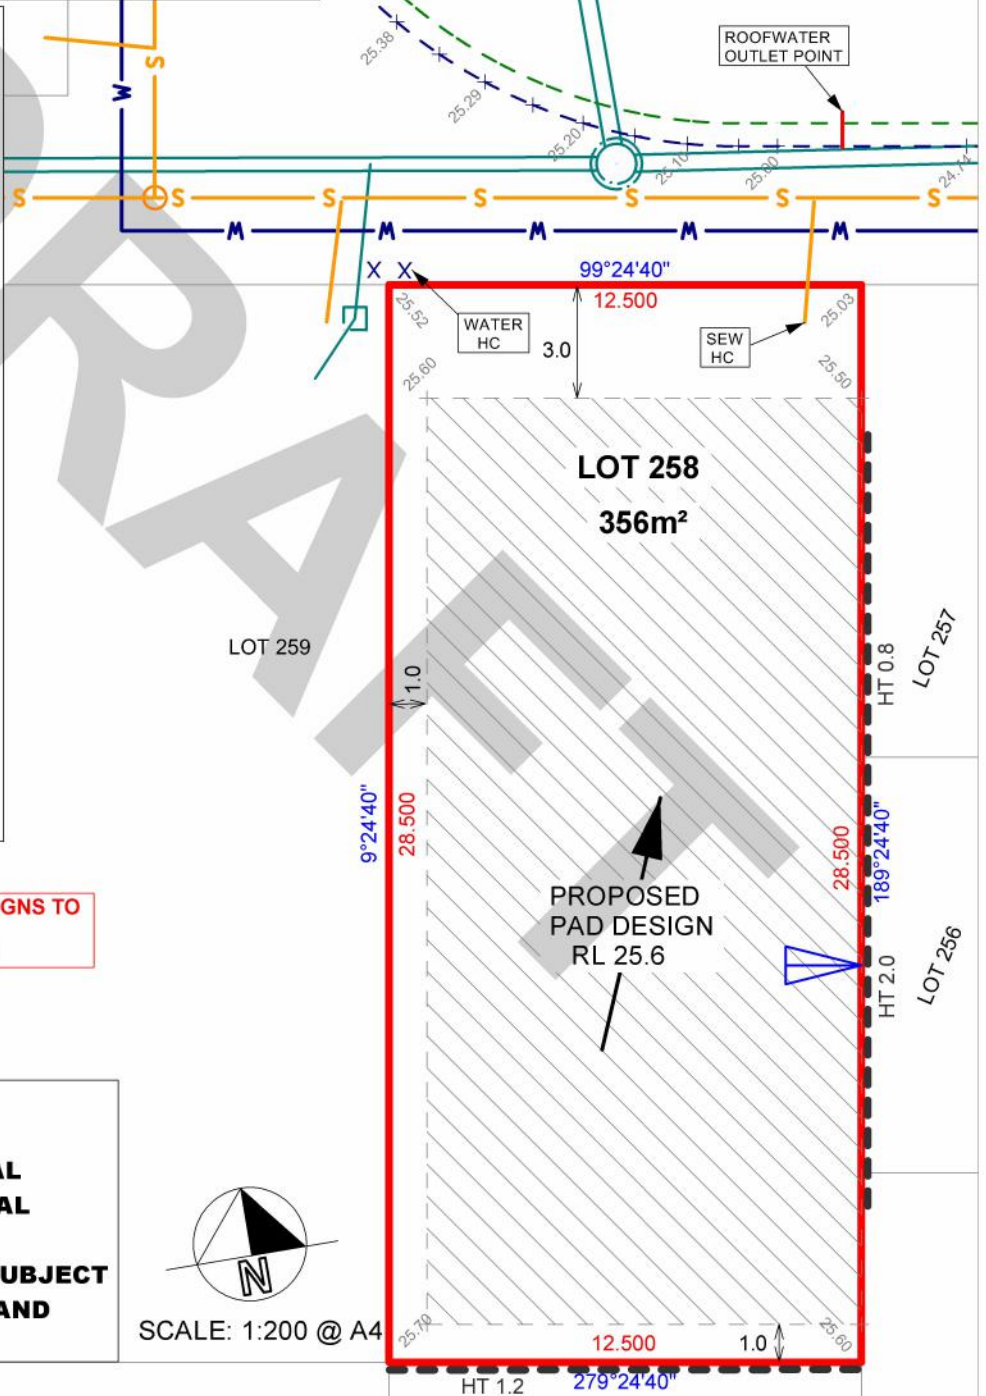 25.38
25.29
25.20
25.10
25.00
24.74
ROOFWATER
OUTLET POINT
S
W
S
S
S
S
S
S
S
W
W
W
W
W
X X
99°24'40"
12.500
25.52
WATER
HC
3.0
SEW
HC
25.03
25.60
25.50
LOT 258
356m²
LOT 259
1.0
HT 0.8
LOT 257
9°24'40"
28.500
28.500
189°24'40"
PROPOSED
PAD DESIGN
RL 25.6
HT 2.0
LOT 256
GNS TO
AL
AL
UBJECT
AND
N
SCALE: 1:200 @ A4
25.70
12.500
1.0
25.60
HT 1.2
279°24'40"
DRAFT